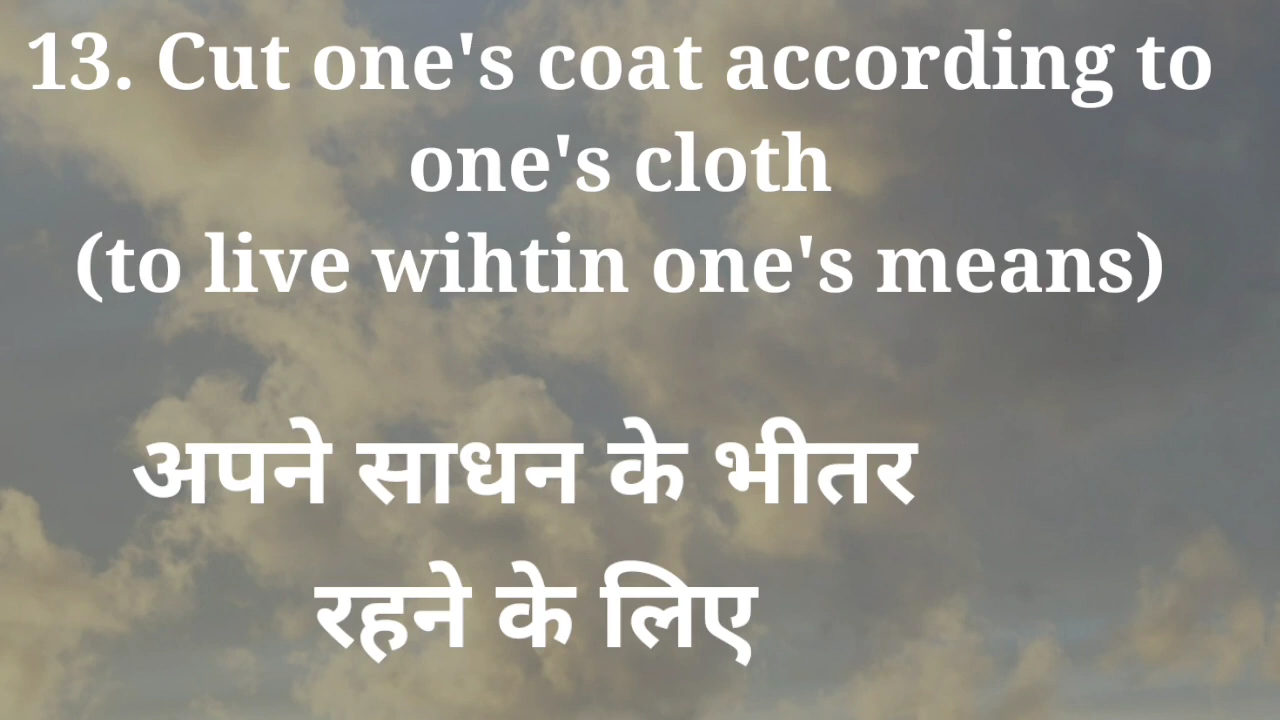 13. Cut one's coat according to
one's cloth
(to live wihtin one's means)
अपने साधन के भीतर
रहने के लिए